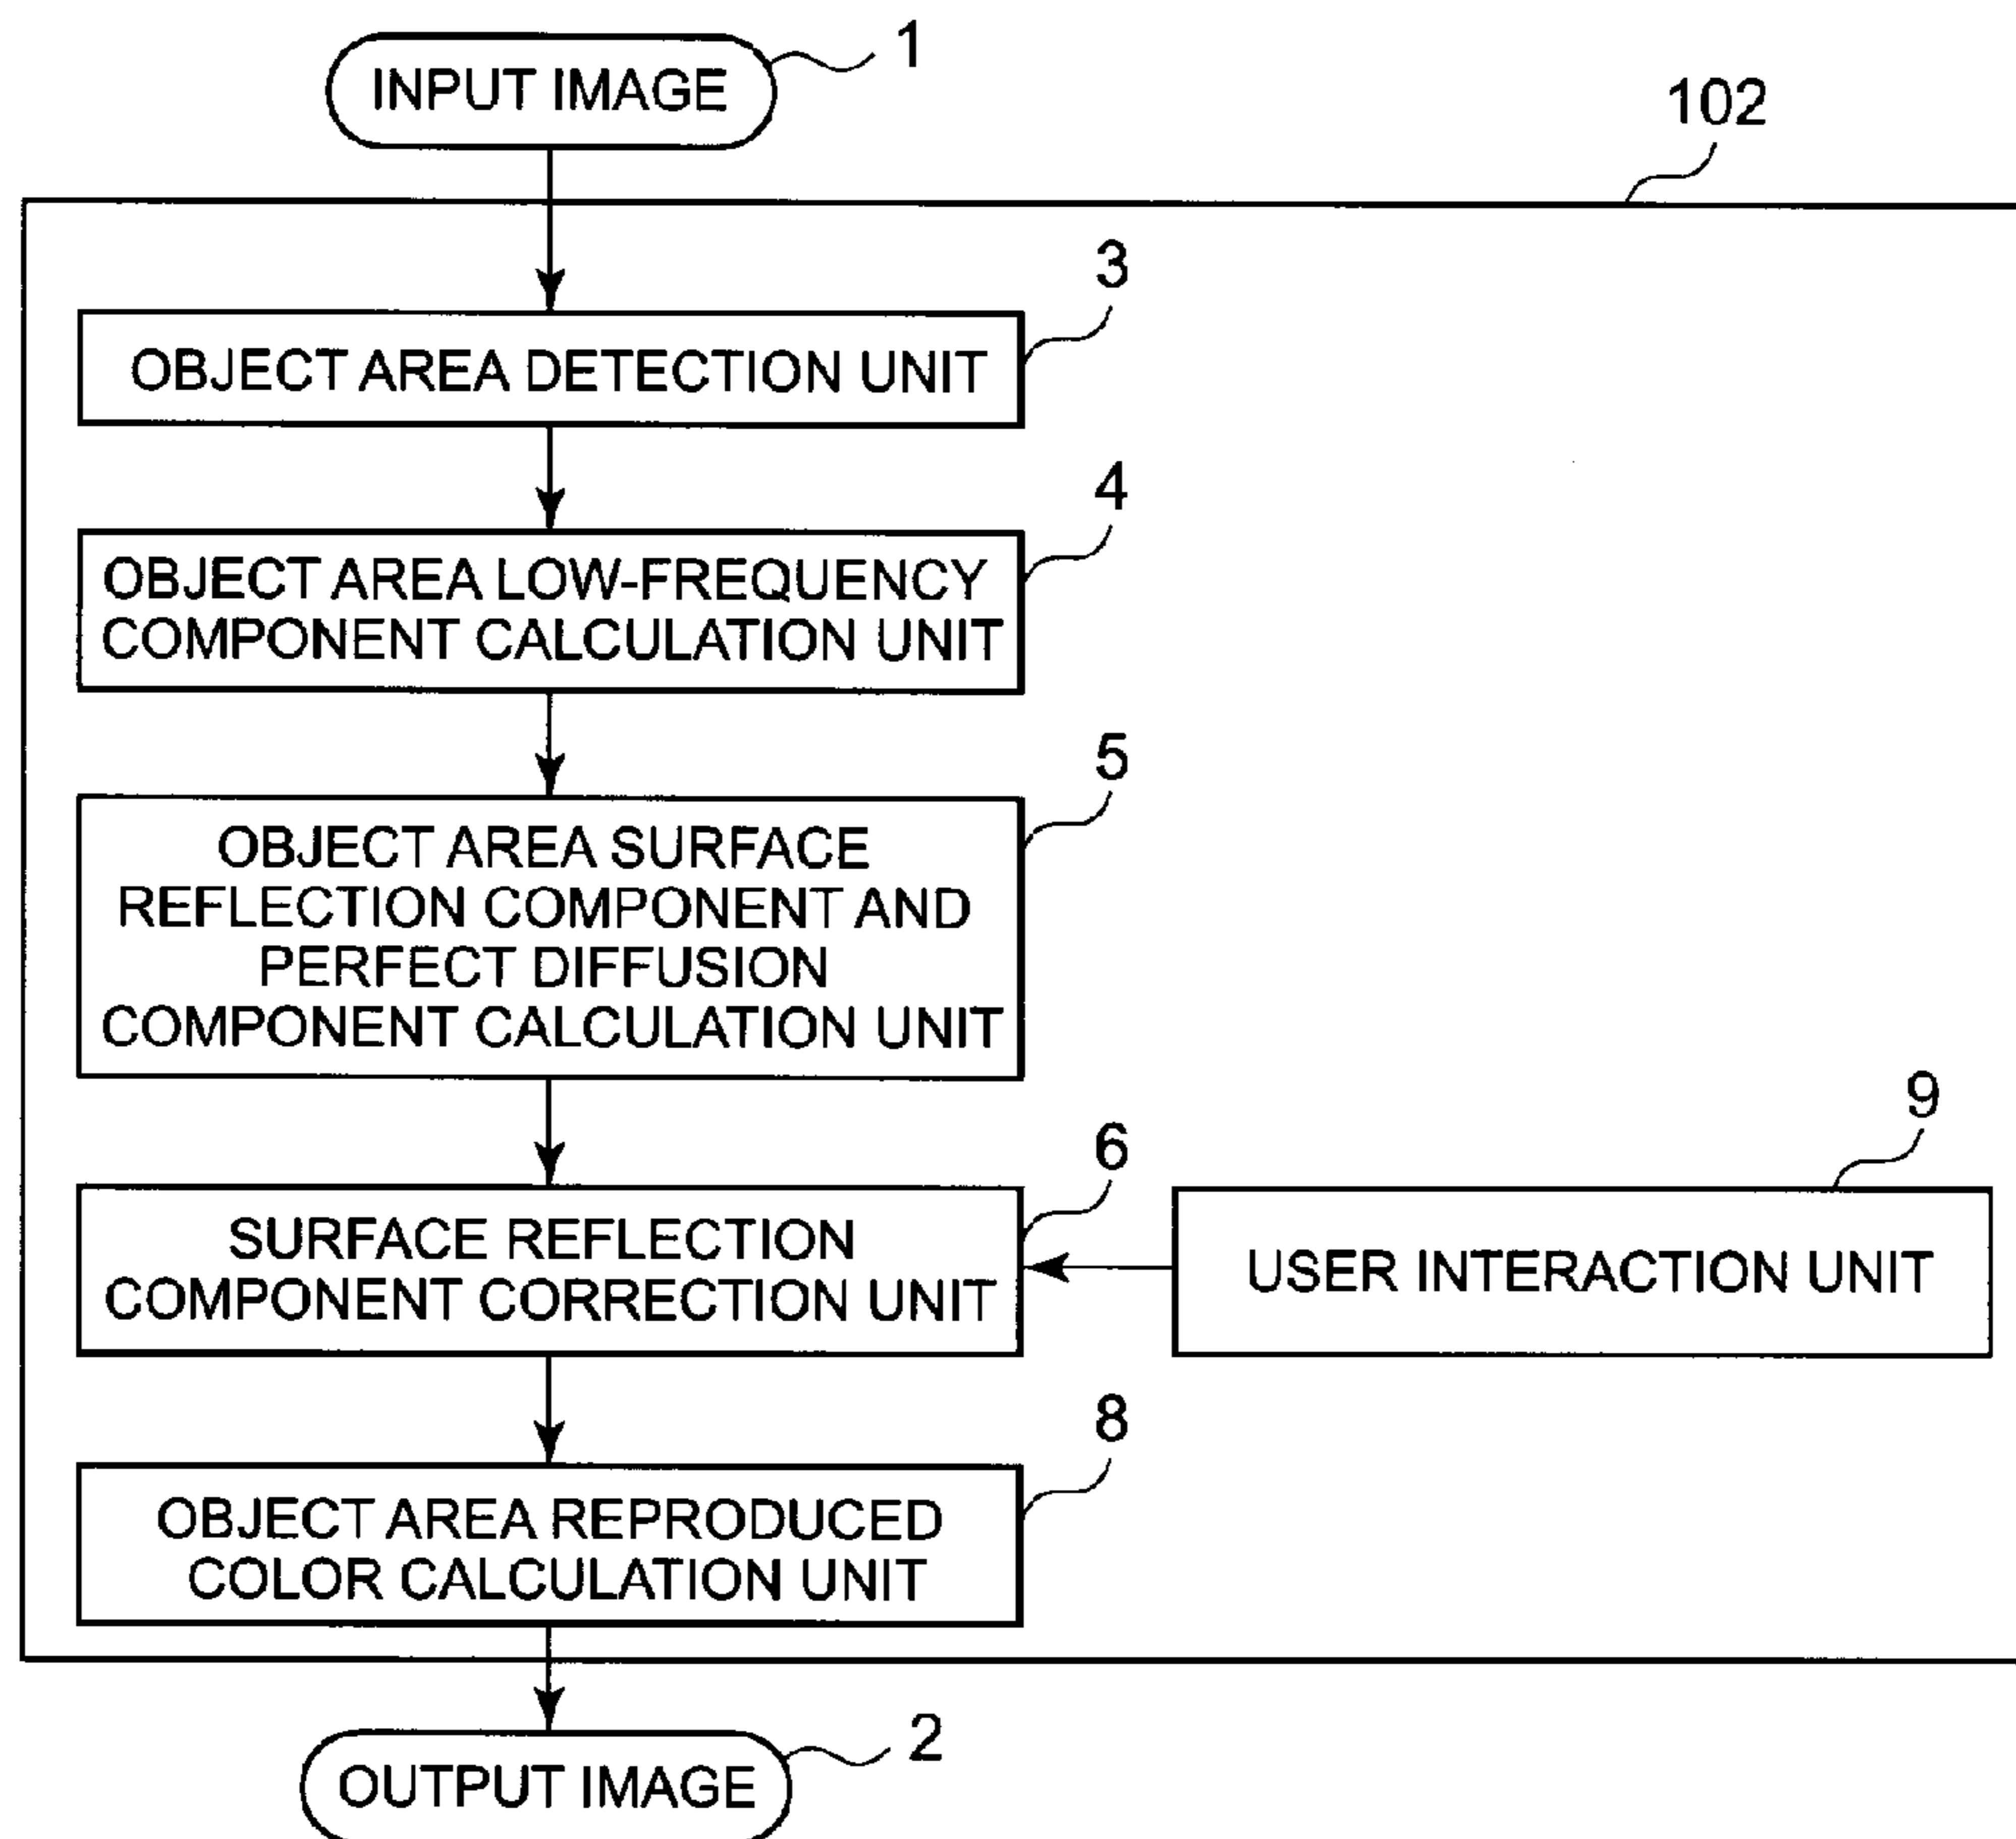 INPUT IMAGE
1
102
3
OBJECT AREA DETECTION UNIT
4
OBJECT AREA LOW-FREQUENCY
COMPONENT CALCULATION UNIT
5
OBJECT AREA SURFACE
REFLECTION COMPONENT AND
PERFECT DIFFUSION
COMPONENT CALCULATION UNIT
6
SURFACE REFLECTION
COMPONENT CORRECTION UNIT
9
USER INTERACTION UNIT
8
OBJECT AREA REPRODUCED
COLOR CALCULATION UNIT
2
OUTPUT IMAGE